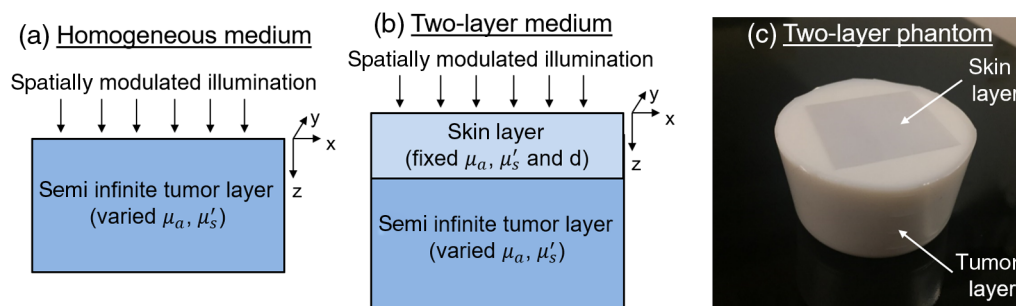 (a) Homogeneous medium
Spatially modulated illumination
y
x
z
Semi infinite tumor layer
(varied μₐ, μ′ₛ)
(b) Two-layer medium
Spatially modulated illumination
y
x
z
Skin layer
(fixed μₐ, μ′ₛ and d)
Semi infinite tumor layer
(varied μₐ, μ′ₛ)
(c) Two-layer phantom
Skin
layer
Tumor
layer